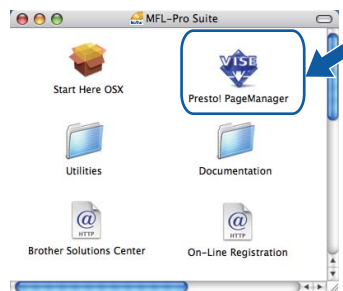 MFL-Pro Suite
VISE
Start Here OSX
Presto! PageManager
Utilities
Documentation
@
HTTP
@
HTTP
Brother Solutions Center
On-Line Registration